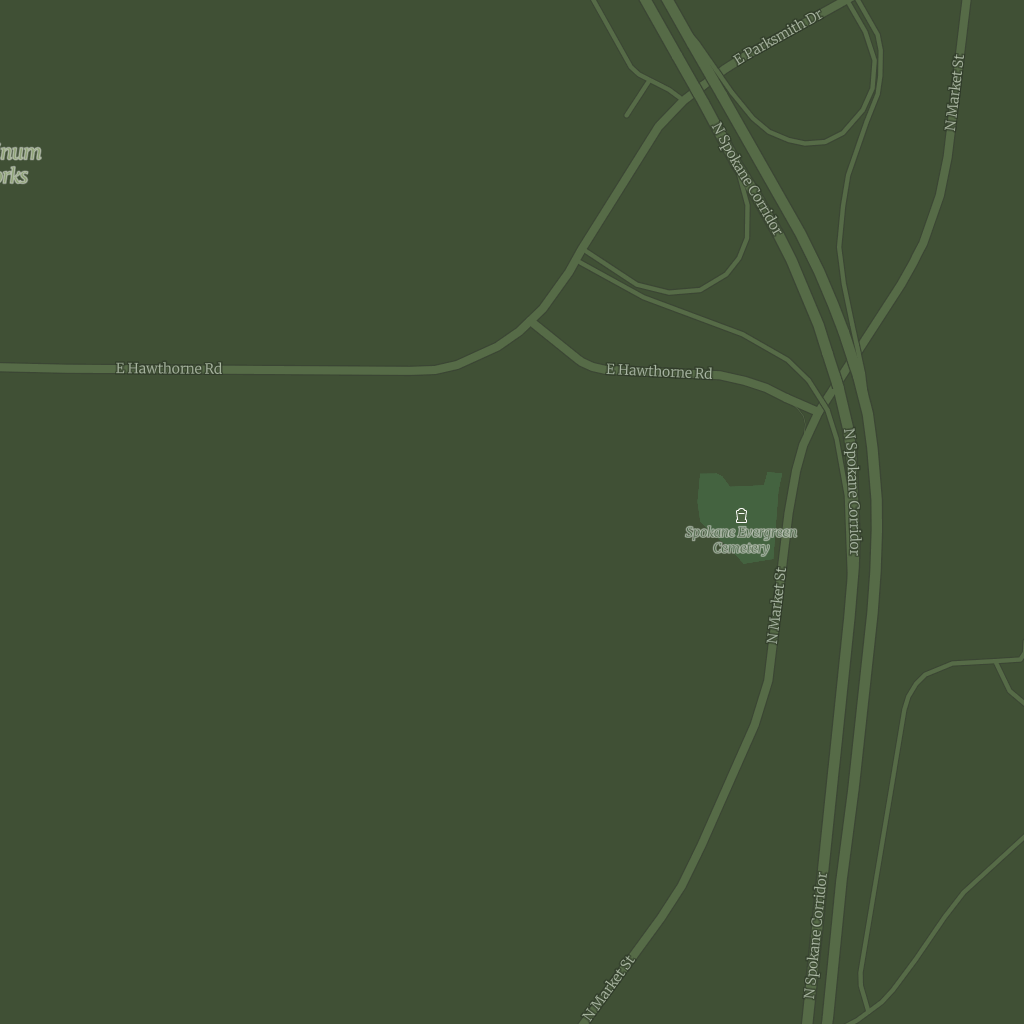 E Parksmith Dr
N Market St
N Spokane Corridor
E Hawthorne Rd
E Hawthorne Rd
N Spokane Corridor
Spokane Evergreen
Cemetery
N Market St
N Spokane Corridor
N Market St